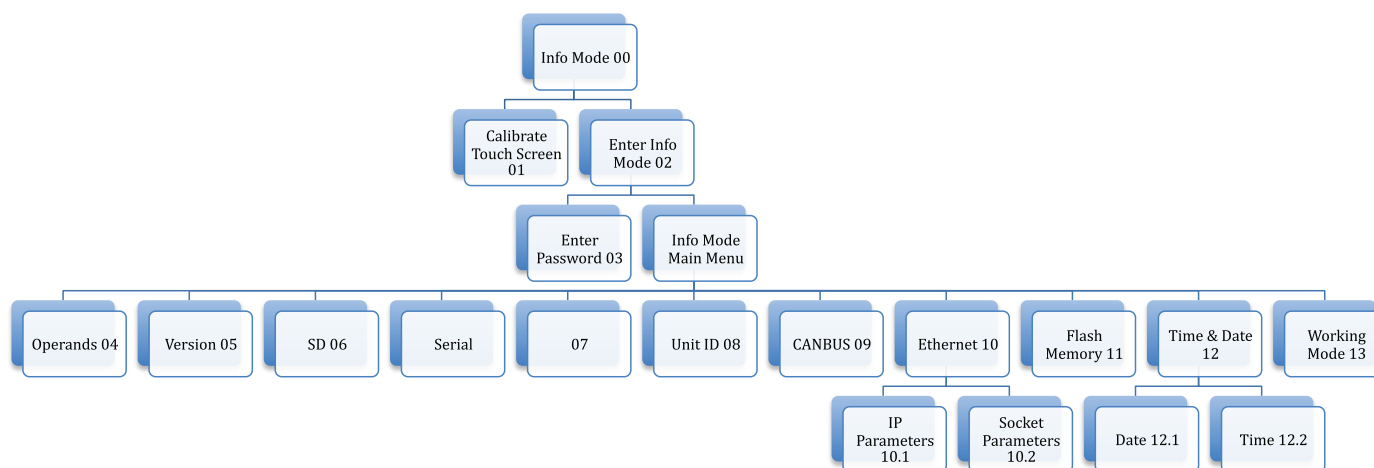 Info Mode 00
Calibrate
Touch Screen
01
Enter Info
Mode 02
Enter
Password 03
Info Mode
Main Menu
Operands 04
Version 05
SD 06
Serial
07
Unit ID 08
CANBUS 09
Ethernet 10
Flash
Memory 11
Time & Date
12
Working
Mode 13
IP
Parameters
10.1
Socket
Parameters
10.2
Date 12.1
Time 12.2